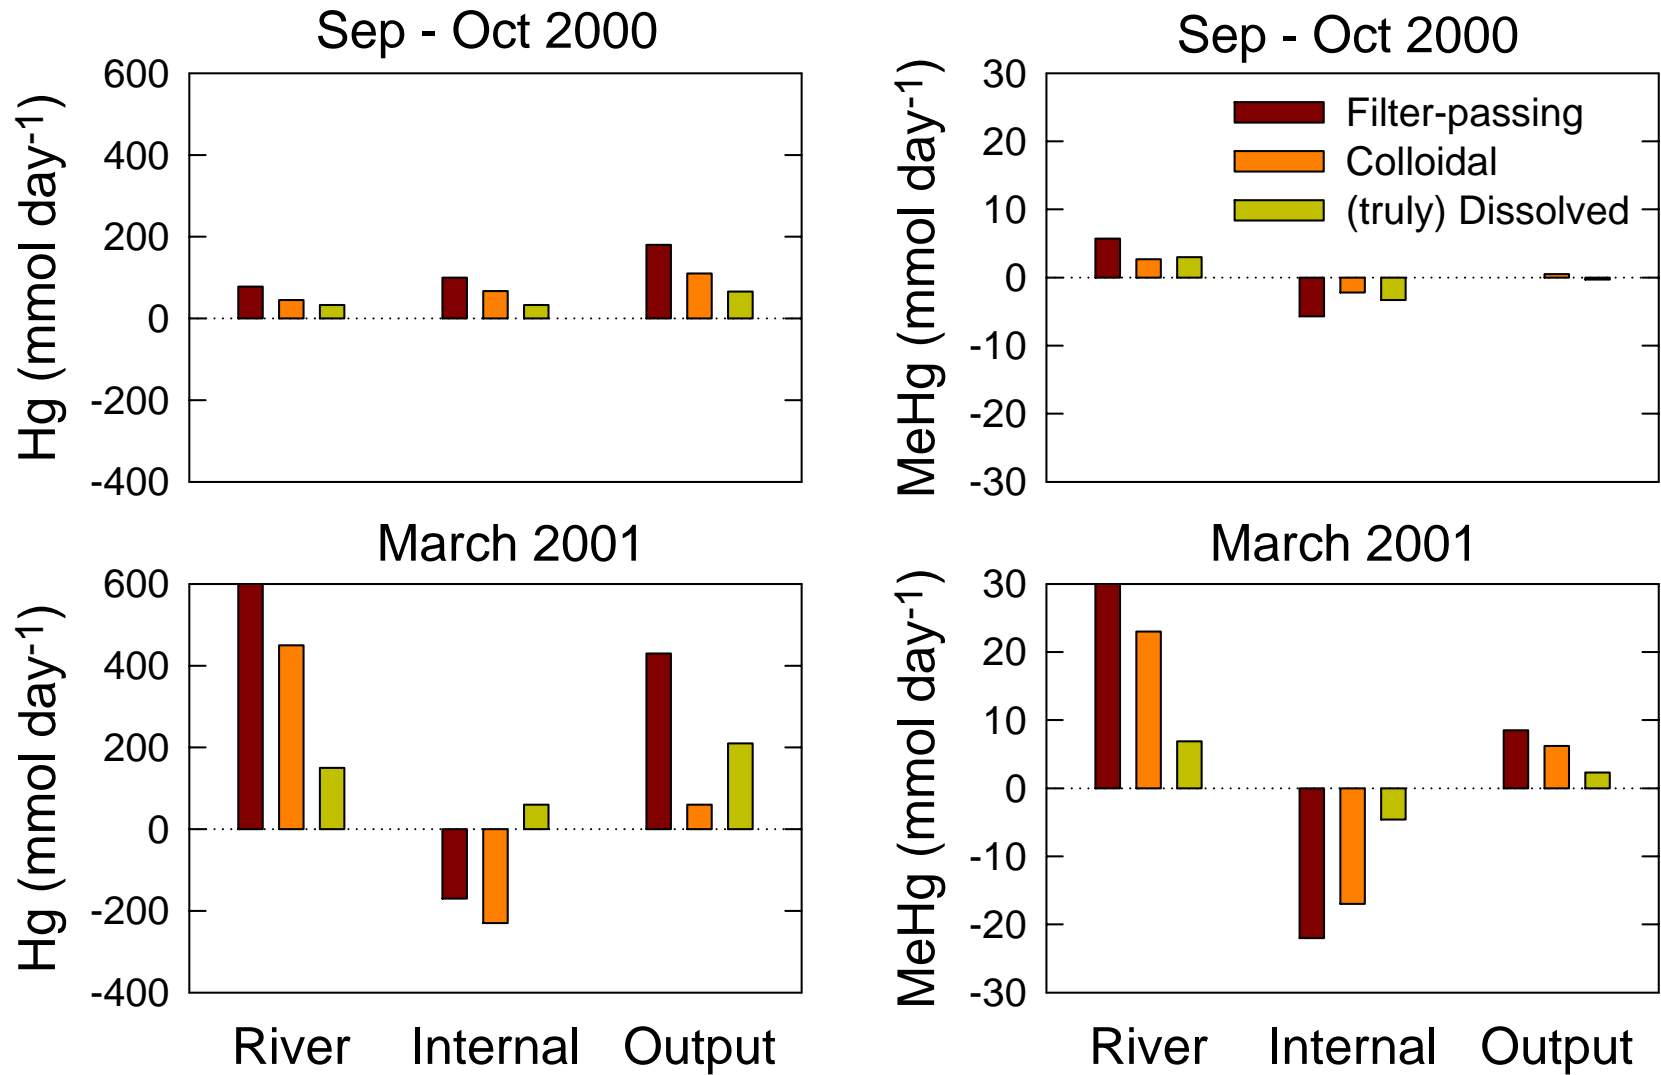 Sep - Oct 2000
Hg (mmol day-1)
600
400
200
0
-200
-400
Sep - Oct 2000
MeHg (mmol day-1)
30
20
10
0
-10
-20
-30
Filter-passing
Colloidal
(truly) Dissolved
March 2001
Hg (mmol day-1)
600
400
200
0
-200
-400
River Internal Output
March 2001
MeHg (mmol day-1)
30
20
10
0
-10
-20
-30
River Internal Output